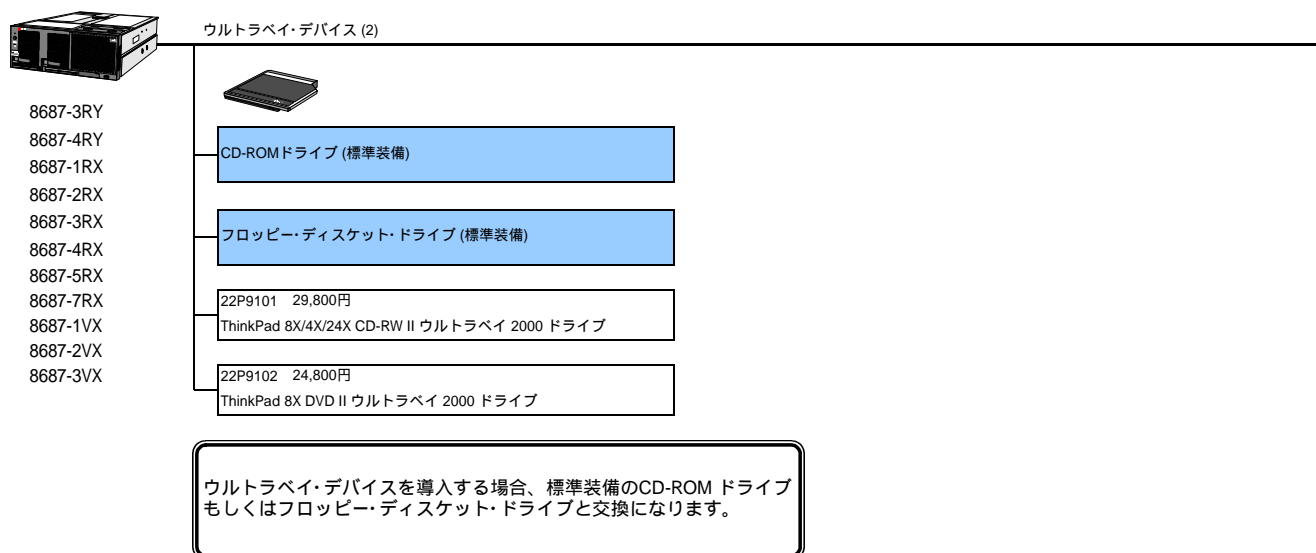 ウルトラベイ・デバイス (2)
8687-3RY
8687-4RY
8687-1RX
8687-2RX
8687-3RX
8687-4RX
8687-5RX
8687-7RX
8687-1VX
8687-2VX
8687-3VX
CD-ROMドライブ (標準装備)
フロッピー・ディスケット・ドライブ (標準装備)
22P9101 29,800円
ThinkPad 8X/4X/24X CD-RW II ウルトラベイ 2000 ドライブ
22P9102 24,800円
ThinkPad 8X DVD II ウルトラベイ 2000 ドライブ
ウルトラベイ・デバイスを導入する場合、標準装備のCD-ROM ドライブ
もしくはフロッピー・ディスケット・ドライブと交換になります。